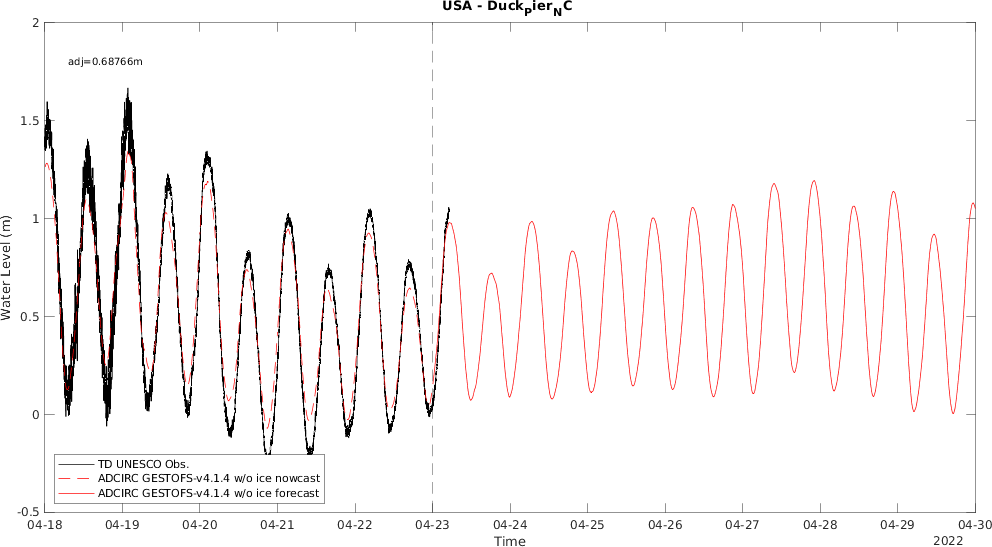 USA - Duck_Pier_NC
2
adj=0.68766m
1.5
1
0.5
0
-0.5
Water Level (m)
TD UNESCO Obs.
ADCIRC GESTOFS-v4.1.4 w/o ice nowcast
ADCIRC GESTOFS-v4.1.4 w/o ice forecast
04-18 04-19 04-20 04-21 04-22 04-23 04-24 04-25 04-26 04-27 04-28 04-29 04-30
Time
2022